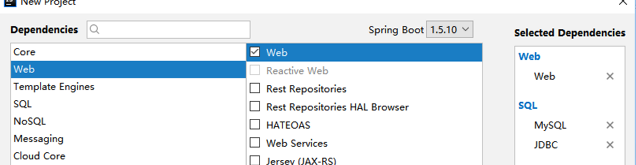 New Project
Dependencies
Spring Boot 1.5.10
Selected Dependencies
Core
Web
Template Engines
SQL
NoSQL
Messaging
Cloud Core
Web
Reactive Web
Rest Repositories
Rest Repositories HAL Browser
HATEOAS
Web Services
Jersey (JAX-RS)
Web
Web
SQL
MySQL
JDBC